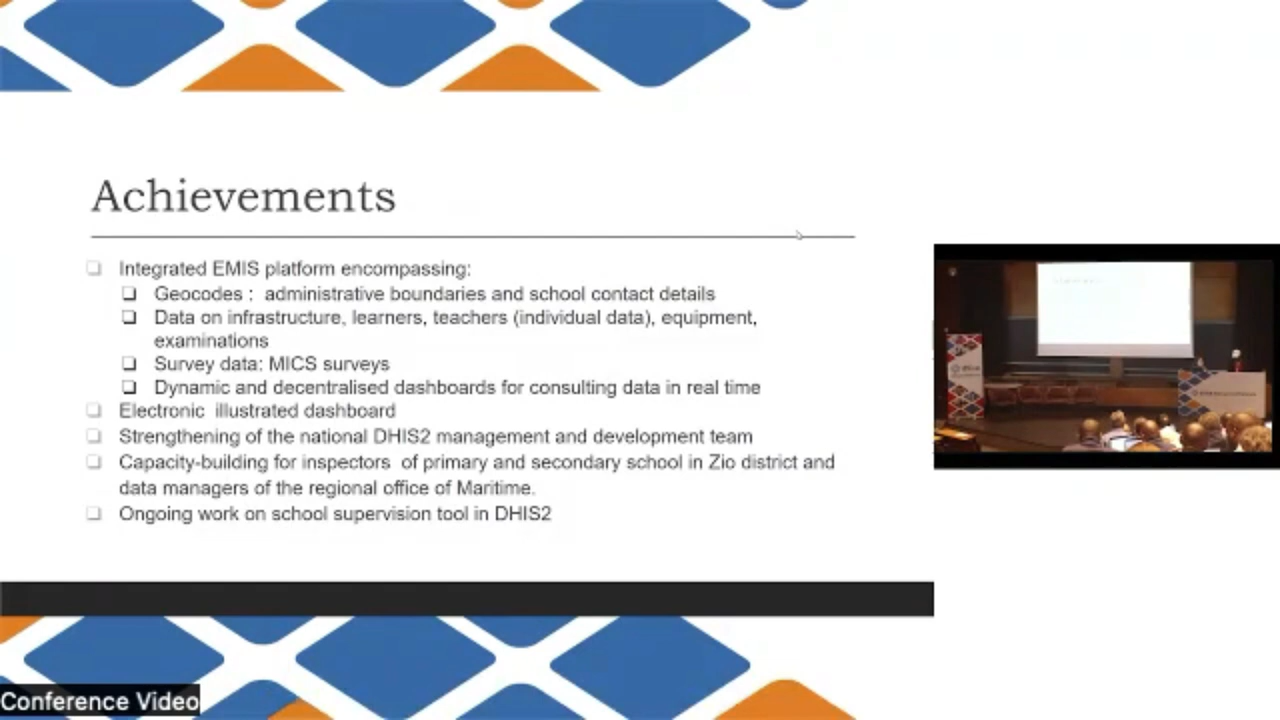 Achievements
Integrated EMIS platform encompassing:
Geocodes : administrative boundaries and school contact details
Data on infrastructure, learners, teachers (individual data), equipment,
examinations
Survey data: MICS surveys
Dynamic and decentralised dashboards for consulting data in real time
Electronic illustrated dashboard
Strengthening of the national DHIS2 management and development team
Capacity-building for inspectors of primary and secondary school in Zio district and
data managers of the regional office of Maritime.
Ongoing work on school supervision tool in DHIS2
Conference Video